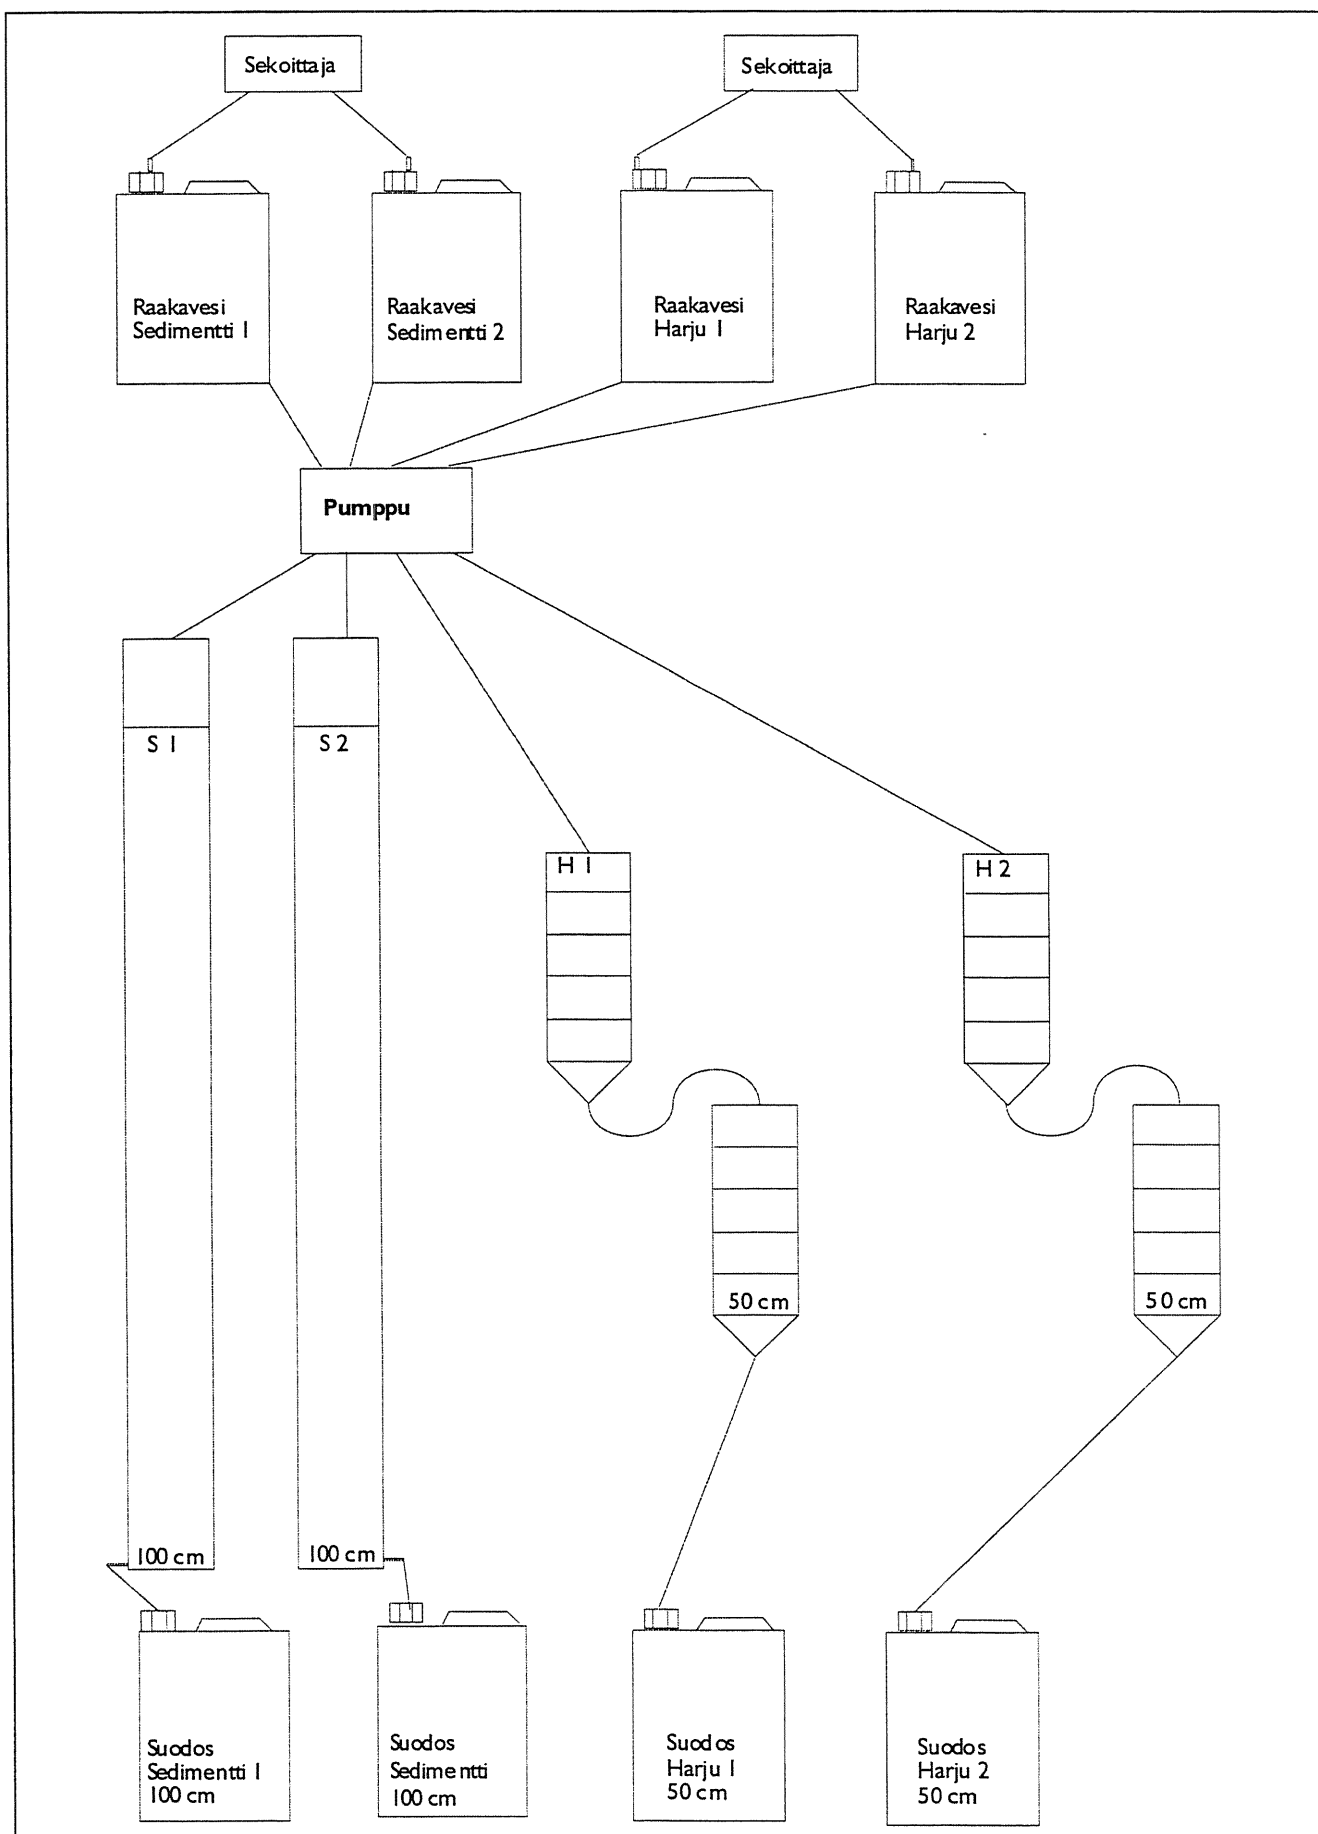 Sekoittaja
Sekoittaja
Raakavesi
Sedimentti 1
Raakavesi
Sedimentti 2
Raakavesi
Harju 1
Raakavesi
Harju 2
Pumppu
S 1
S 2
H 1
H 2
50 cm
50 cm
100 cm
100 cm
Suodos
Sedimentti 1
100 cm
Suodos
Sedimentti
100 cm
Suodos
Harju 1
50 cm
Suodos
Harju 2
50 cm